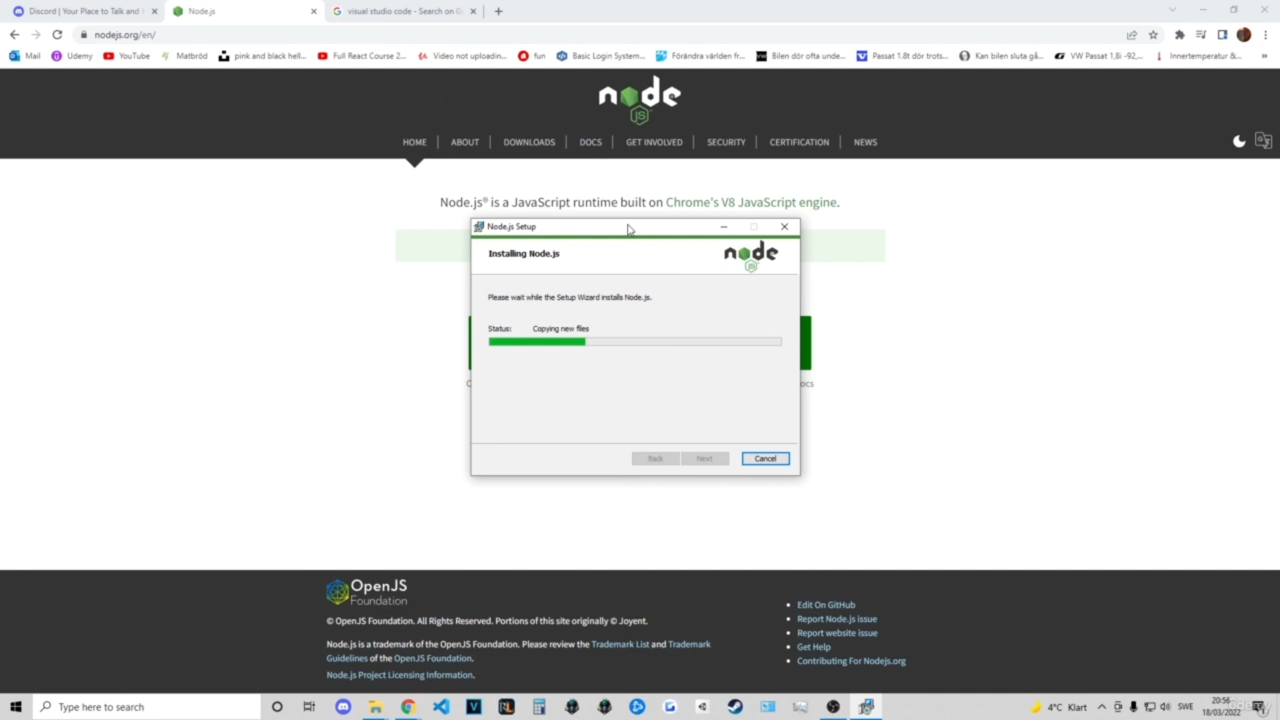 Discord | Your Place to Talk and H
Node.js
visual studio code - Search on G
nodejs.org/en/
Mail
Udemy
YouTube
Matbröd
pink and black hell...
Full React Course 2...
Video not uploadin...
fun
Basic Login System...
Förändra världen fr...
Bilen dör ofta unde...
Passat 1.8t dör trots...
Kan bilen sluta gå...
VW Passat 1,8i -92,...
Innertemperatur &...
node
JS
HOME
ABOUT
DOWNLOADS
DOCS
GET INVOLVED
SECURITY
CERTIFICATION
NEWS
Node.js® is a JavaScript runtime built on Chrome's V8 JavaScript engine.
Node.js Setup
Installing Node.js
node
JS
Please wait while the Setup Wizard installs Node.js.
Status: Copying new files
ocs
Back
Next
Cancel
OpenJS
Foundation
© OpenJS Foundation. All Rights Reserved. Portions of this site originally © Joyent.
Node.js is a trademark of the OpenJS Foundation. Please review the Trademark List and Trademark
Guidelines of the OpenJS Foundation.
Node.js Project Licensing Information.
Edit On GitHub
Report Node.js issue
Report website issue
Get Help
Contributing For Nodejs.org
Type here to search
4°C Klart
SWE
20:56
18/03/2022